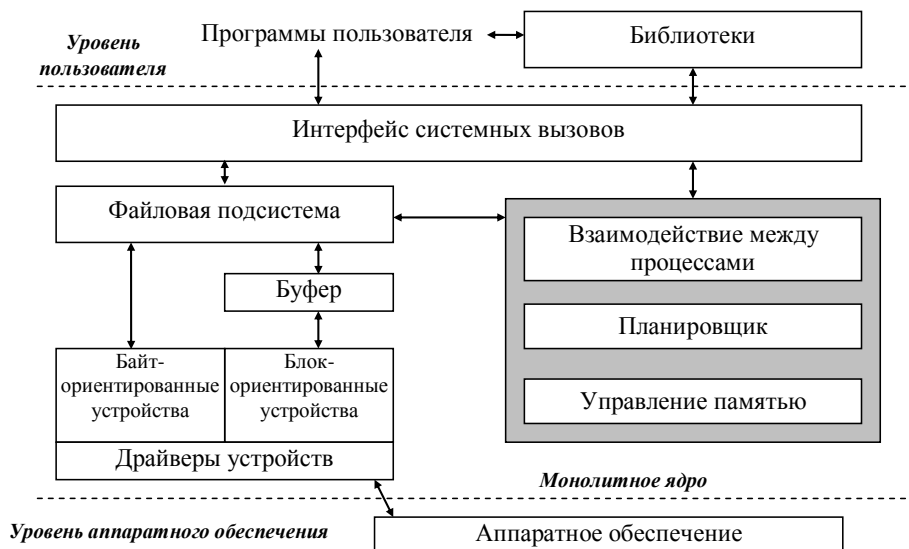 Уровень
пользователя
Программы пользователя
Библиотеки
Интерфейс системных вызовов
Файловая подсистема
Буфер
Байт-
ориентированные
устройства
Блок-
ориентированные
устройства
Драйверы устройств
Взаимодействие между
процессами
Планировщик
Управление памятью
Монолитное ядро
Уровень аппаратного обеспечения
Аппаратное обеспечение